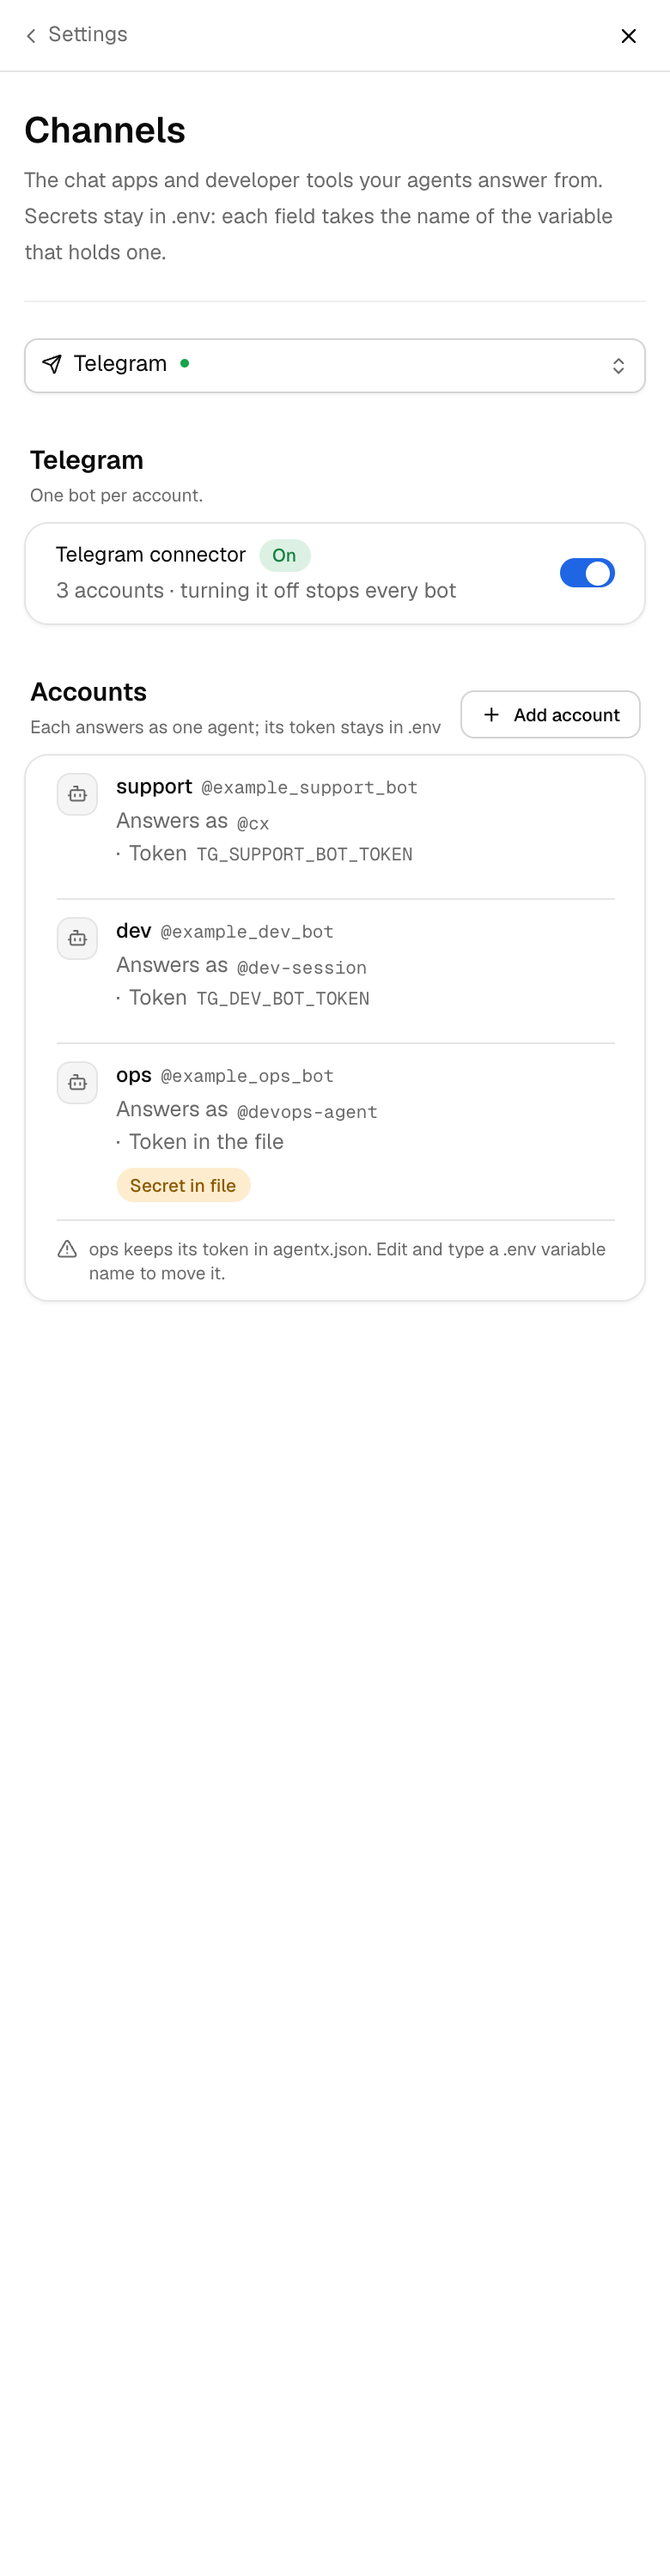 Settings
Channels
The chat apps and developer tools your agents answer from.
Secrets stay in .env: each field takes the name of the variable
that holds one.
Telegram
Telegram
One bot per account.
Telegram connector On
3 accounts · turning it off stops every bot
Accounts
Each answers as one agent; its token stays in .env
Add account
support @example_support_bot
Answers as @cx
· Token TG_SUPPORT_BOT_TOKEN
dev @example_dev_bot
Answers as @dev-session
· Token TG_DEV_BOT_TOKEN
ops @example_ops_bot
Answers as @devops-agent
· Token in the file
Secret in file
ops keeps its token in agentx.json. Edit and type a .env variable
name to move it.